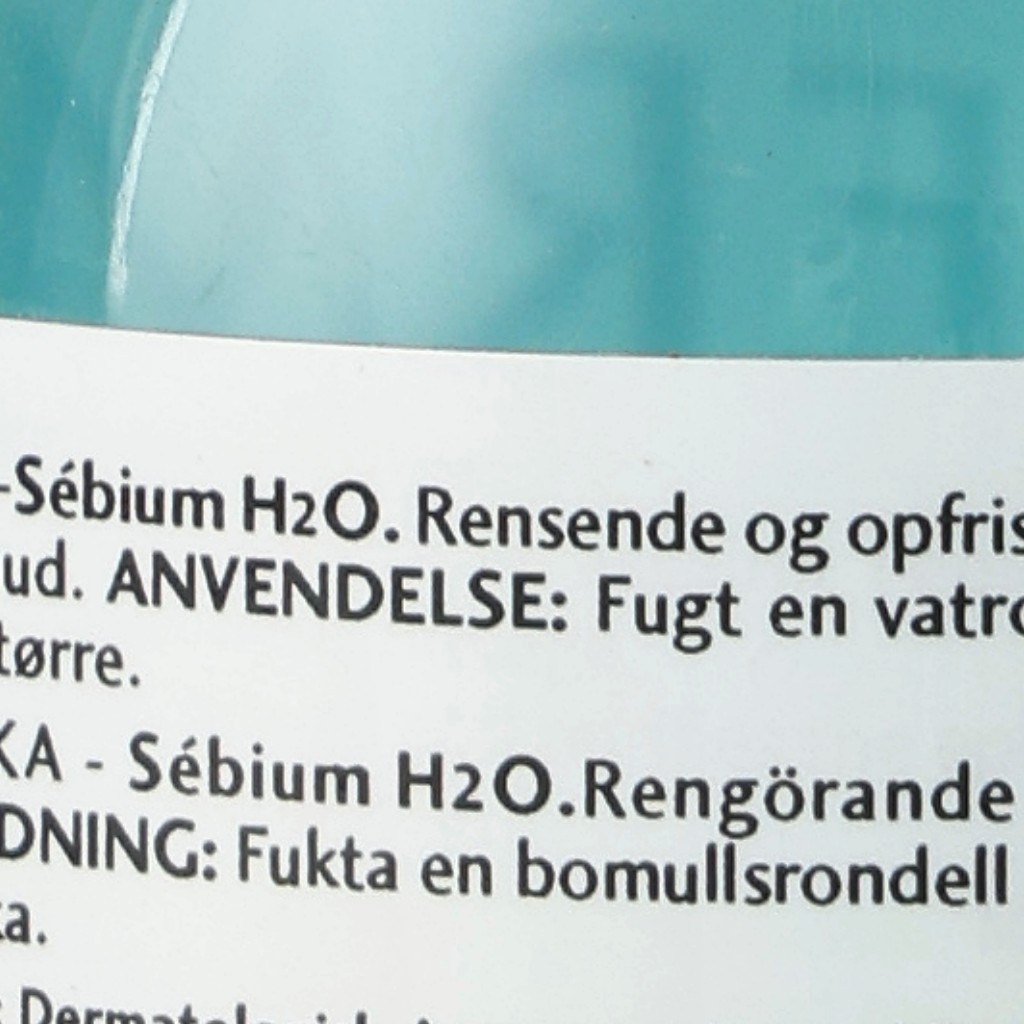 -Sébium H2O. Rensende og opfris
ud. ANVENDELSE: Fugt en vatro
tørre.
KA - Sébium H2O.Rengörande
DNING: Fukta en bomullsrondell
ka.